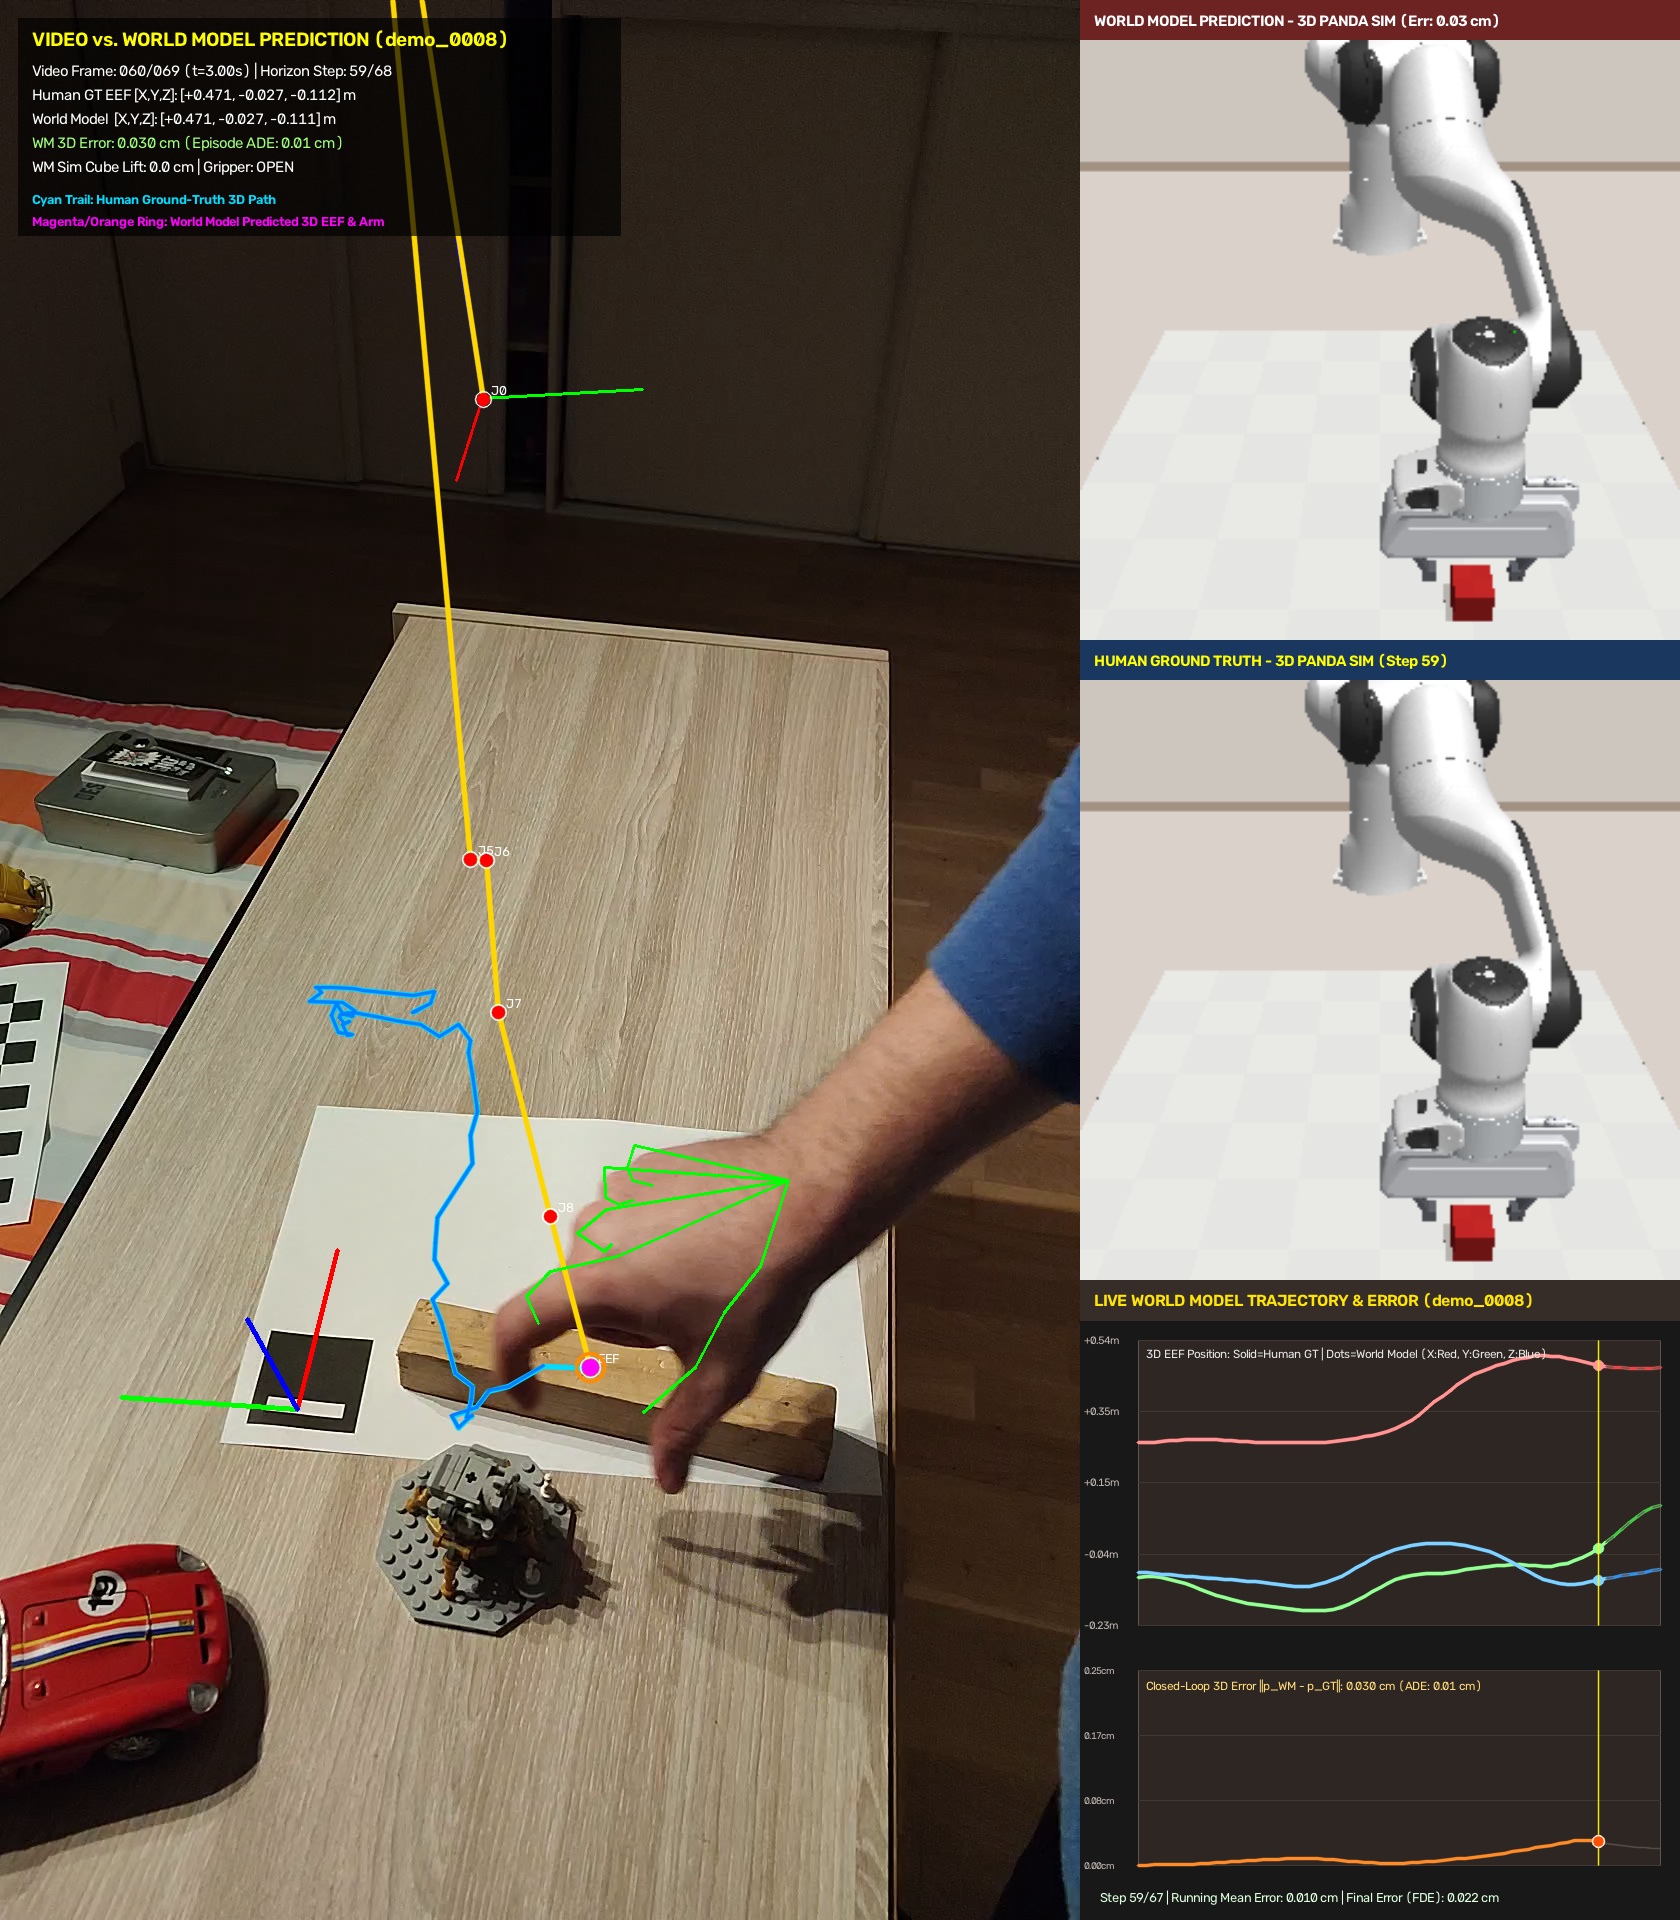 VIDEO vs. WORLD MODEL PREDICTION (demo_0008)
Video Frame: 060/069 (t=3.00s) | Horizon Step: 59/68
Human GT EEF [X,Y,Z]: [+0.471, -0.027, -0.112] m
World Model [X,Y,Z]: [+0.471, -0.027, -0.111] m
WM 3D Error: 0.030 cm (Episode ADE: 0.01 cm)
WM Sim Cube Lift: 0.0 cm | Gripper: OPEN
Cyan Trail: Human Ground-Truth 3D Path
Magenta/Orange Ring: World Model Predicted 3D EEF & Arm
J0
J5
J6
J7
J8
EEF
64
WORLD MODEL PREDICTION - 3D PANDA SIM (Err: 0.03 cm)
HUMAN GROUND TRUTH - 3D PANDA SIM (Step 59)
LIVE WORLD MODEL TRAJECTORY & ERROR (demo_0008)
+0.54m
3D EEF Position: Solid=Human GT | Dots=World Model (X:Red, Y:Green, Z:Blue)
+0.35m
+0.15m
-0.04m
-0.23m
0.25cm
Closed-Loop 3D Error ||p_WM - p_GT||: 0.030 cm (ADE: 0.01 cm)
0.17cm
0.08cm
0.00cm
Step 59/67 | Running Mean Error: 0.010 cm | Final Error (FDE): 0.022 cm